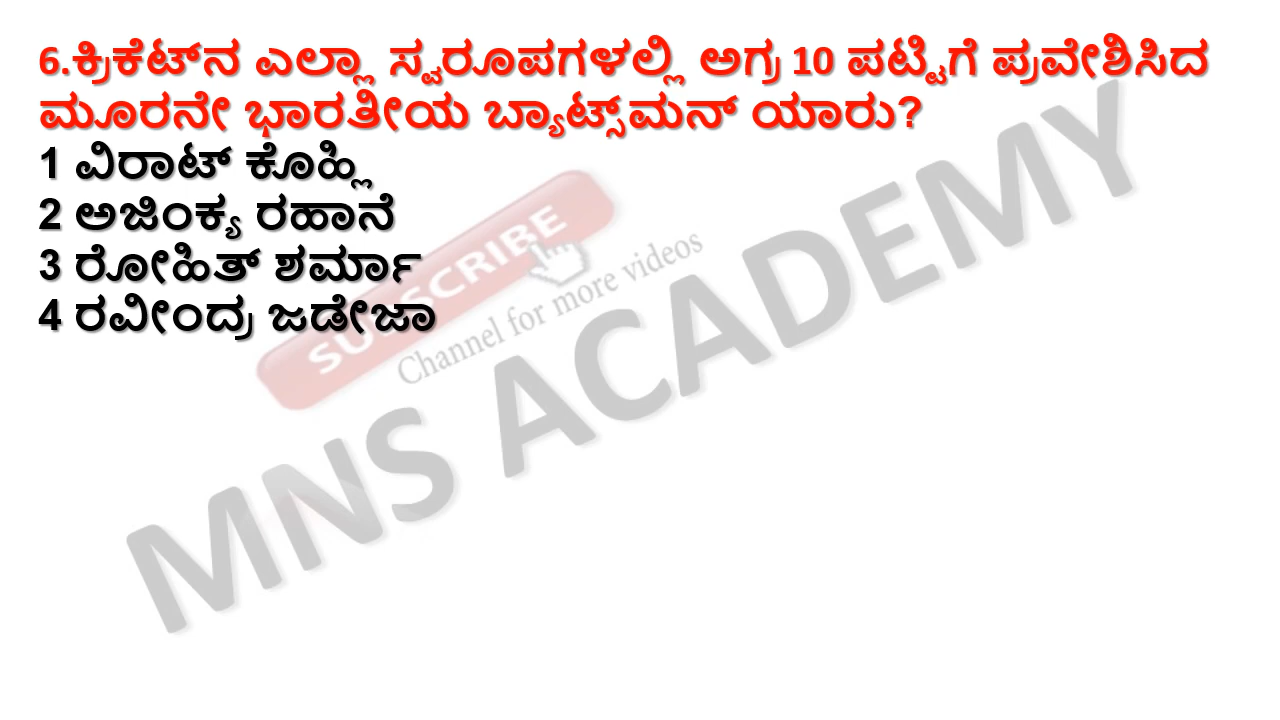 6.ಕ್ರಿಕೆಟ್‌ನ ಎಲ್ಲಾ ಸ್ವರೂಪಗಳಲ್ಲಿ ಅಗ್ರ 10 ಪಟ್ಟಿಗೆ ಪ್ರವೇಶಿಸಿದ
ಮೂರನೇ ಭಾರತೀಯ ಬ್ಯಾಟ್ಸ್‌ಮನ್ ಯಾರು?
1 ವಿರಾಟ್ ಕೊಹ್ಲಿ
2 ಅಜಿಂಕ್ಯ ರಹಾನೆ
3 ರೋಹಿತ್ ಶರ್ಮಾ
4 ರವೀಂದ್ರ ಜಡೇಜಾ
SUBSCRIBE
Channel for more videos
MNS ACADEMY